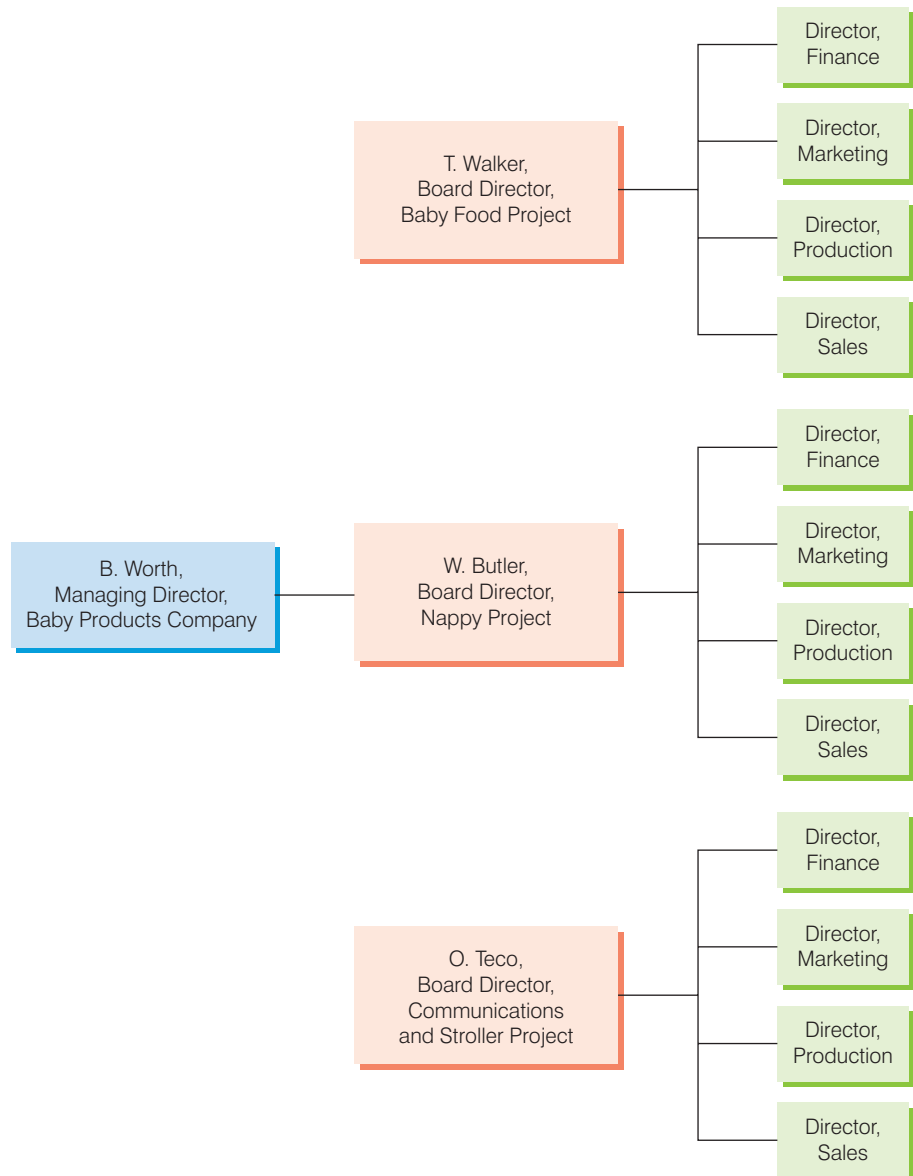 Director,
Finance
Director,
Marketing
T. Walker,
Board Director,
Baby Food Project
Director,
Production
Director,
Sales
Director,
Finance
Director,
Marketing
B. Worth,
Managing Director,
Baby Products Company
W. Butler,
Board Director,
Nappy Project
Director,
Production
Director,
Sales
Director,
Finance
Director,
Marketing
O. Teco,
Board Director,
Communications
and Stroller Project
Director,
Production
Director,
Sales